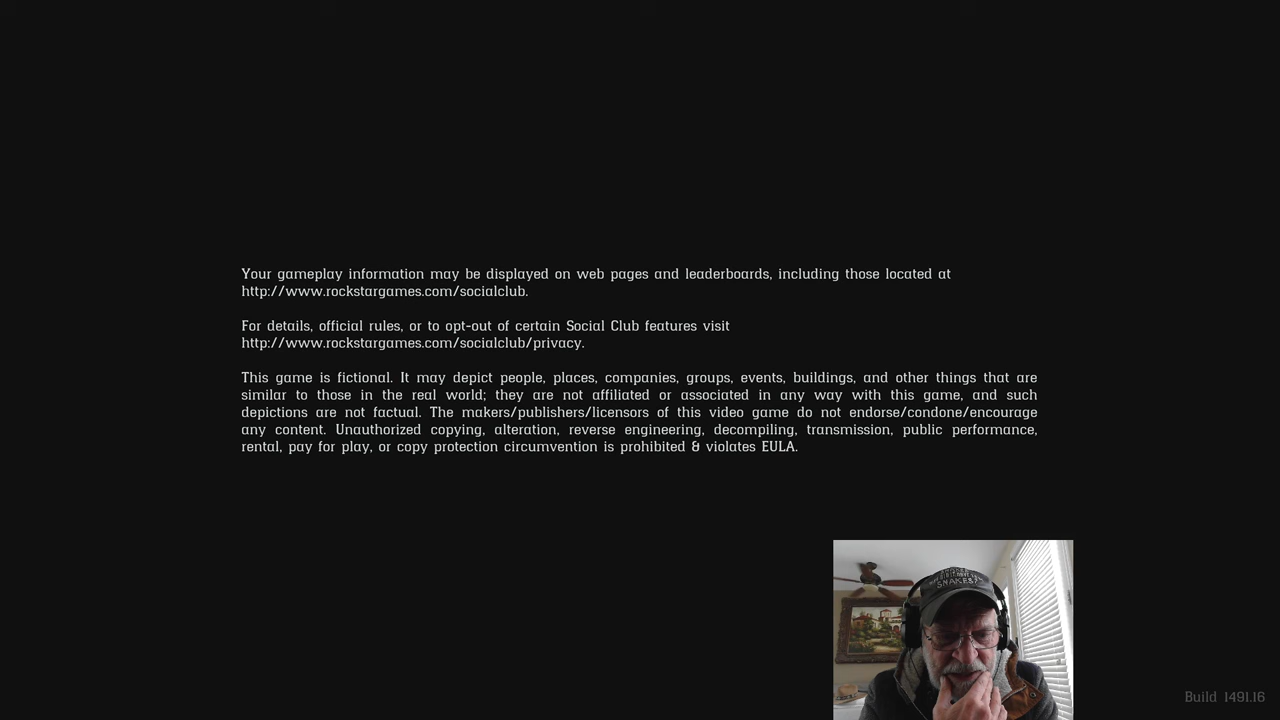 Your gameplay information may be displayed on web pages and leaderboards, including those located at
http://www.rockstargames.com/socialclub.
For details, official rules, or to opt-out of certain Social Club features visit
http://www.rockstargames.com/socialclub/privacy.
This game is fictional. It may depict people, places, companies, groups, events, buildings, and other things that are
similar to those in the real world; they are not affiliated or associated in any way with this game, and such
depictions are not factual. The makers/publishers/licensors of this video game do not endorse/condone/encourage
any content. Unauthorized copying, alteration, reverse engineering, decompiling, transmission, public performance,
rental, pay for play, or copy protection circumvention is prohibited & violates EULA.
SNAKES?
Build 1491.16